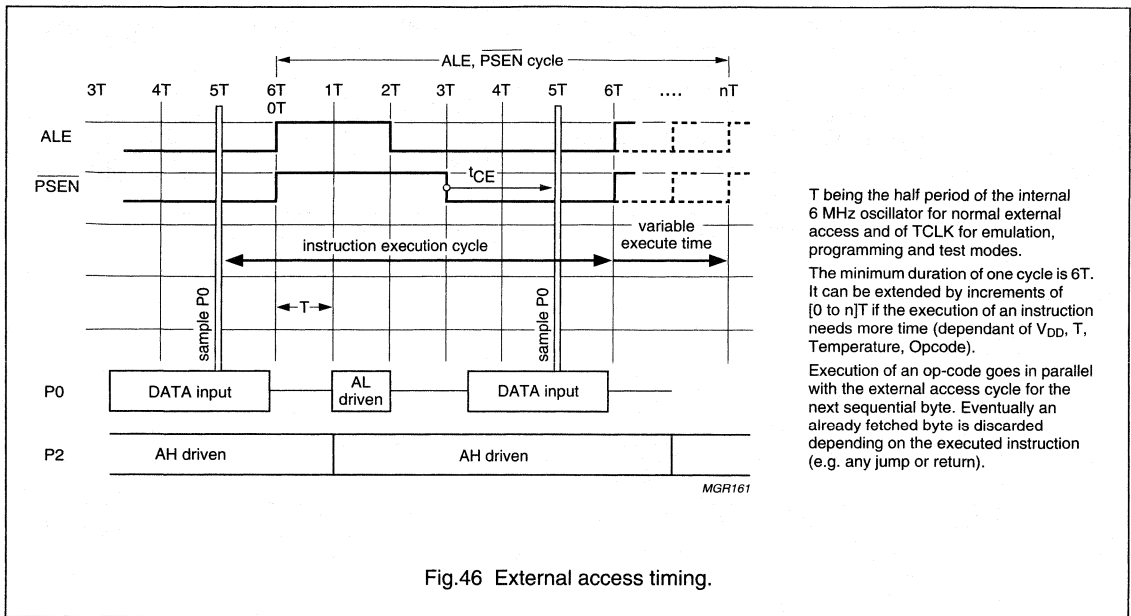 ALE, PSEN cycle
3T 4T 5T 6T 1T 2T 3T 4T 5T 6T .... nT
0T
ALE
PSEN
tCE
instruction execution cycle
variable
execute time
T
sample P0
sample P0
P0
DATA input
AL
driven
DATA input
P2
AH driven
AH driven
MGR161
T being the half period of the internal
6 MHz oscillator for normal external
access and of TCLK for emulation,
programming and test modes.
The minimum duration of one cycle is 6T.
It can be extended by increments of
[0 to n]T if the execution of an instruction
needs more time (dependant of VDD, T,
Temperature, Opcode).
Execution of an op-code goes in parallel
with the external access cycle for the
next sequential byte. Eventually an
already fetched byte is discarded
depending on the executed instruction
(e.g. any jump or return).
Fig.46 External access timing.